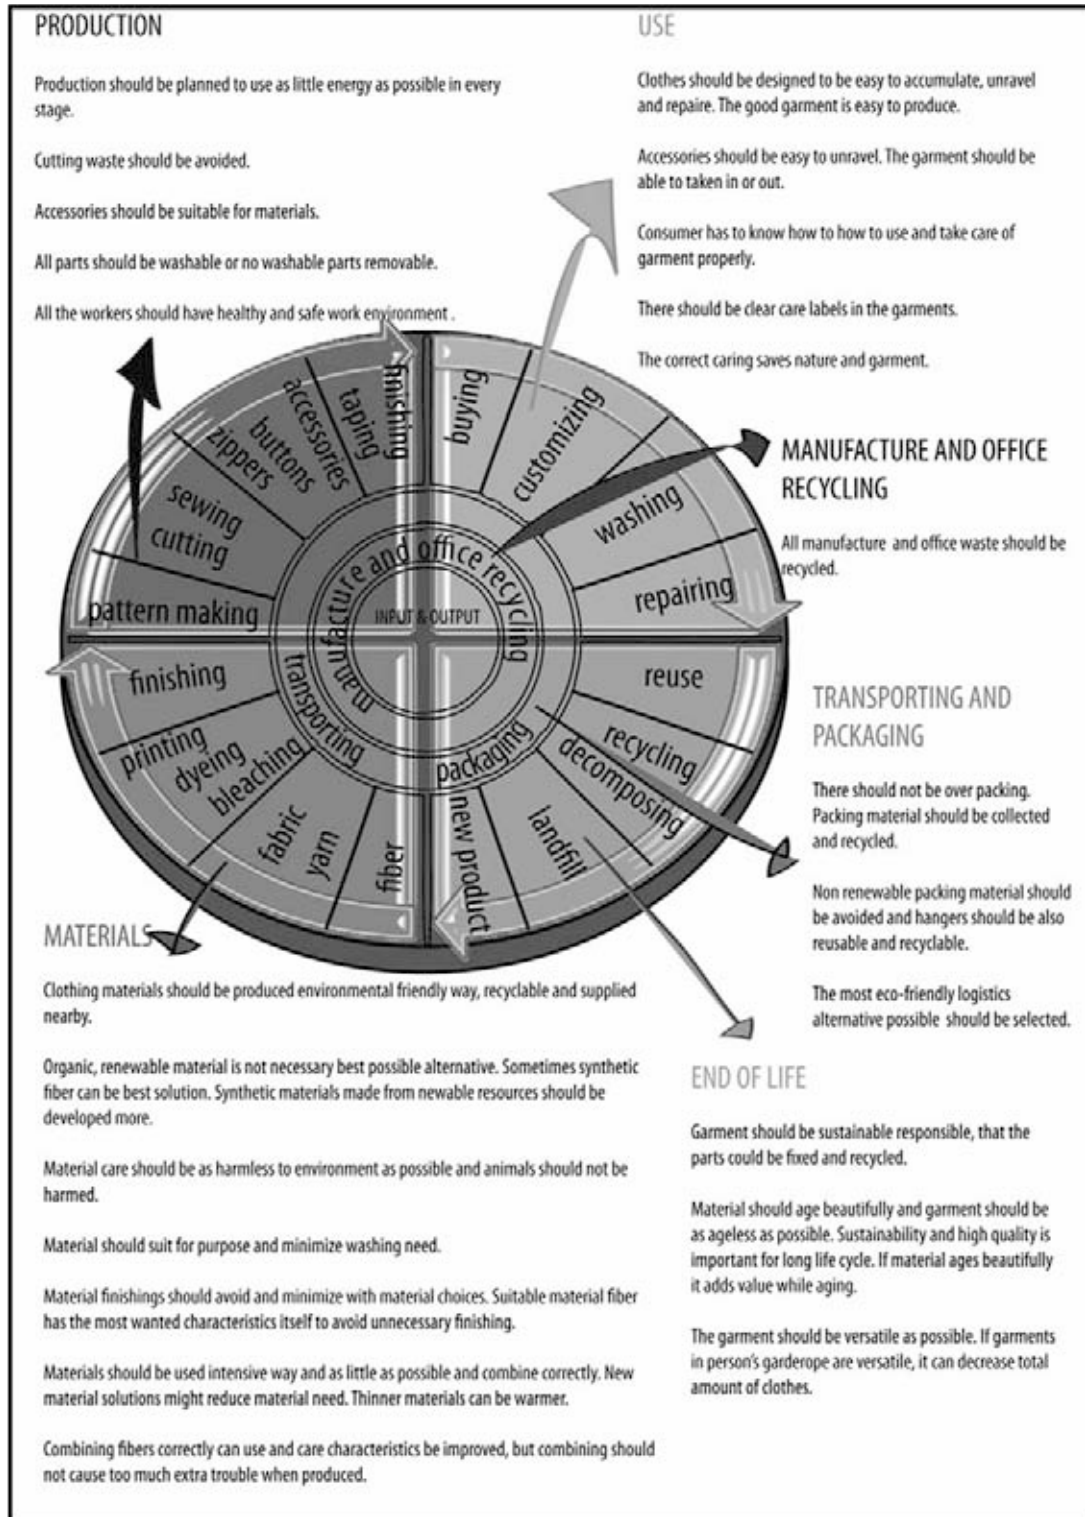 PRODUCTION
Production should be planned to use as little energy as possible in every
stage.
Cutting waste should be avoided.
Accessories should be suitable for materials.
All parts should be washable or no washable parts removable.
All the workers should have healthy and safe work environment .
USE
Clothes should be designed to be easy to accumulate, unravel
and repaire. The good garment is easy to produce.
Accessories should be easy to unravel. The garment should be
able to taken in or out.
Consumer has to know how to how to use and take care of
garment properly.
There should be clear care labels in the garments.
The correct caring saves nature and garment.
MANUFACTURE AND OFFICE
RECYCLING
All manufacture and office waste should be
recycled.
pattern making
cutting
sewing
zippers
buttons
accessories
taping
finishing
buying
customizing
washing
repairing
reuse
recycling
decomposing
landfill
new product
fiber
yarn
fabric
bleaching
dyeing
printing
finishing
manufacture and office recycling
INPUT & OUTPUT
transporting
packaging
TRANSPORTING AND
PACKAGING
There should not be over packing.
Packing material should be collected
and recycled.
Non renewable packing material should
be avoided and hangers should be also
reusable and recyclable.
The most eco-friendly logistics
alternative possible should be selected.
MATERIALS
Clothing materials should be produced environmental friendly way, recyclable and supplied
nearby.
Organic, renewable material is not necessary best possible alternative. Sometimes synthetic
fiber can be best solution. Synthetic materials made from newable resources should be
developed more.
Material care should be as harmless to environment as possible and animals should not be
harmed.
Material should suit for purpose and minimize washing need.
Material finishings should avoid and minimize with material choices. Suitable material fiber
has the most wanted characteristics itself to avoid unnecessary finishing.
Materials should be used intensive way and as little as possible and combine correctly. New
material solutions might reduce material need. Thinner materials can be warmer.
Combining fibers correctly can use and care characteristics be improved, but combining should
not cause too much extra trouble when produced.
END OF LIFE
Garment should be sustainable responsible, that the
parts could be fixed and recycled.
Material should age beautifully and garment should be
as ageless as possible. Sustainability and high quality is
important for long life cycle. If material ages beautifully
it adds value while aging.
The garment should be versatile as possible. If garments
in person's garderope are versatile, it can decrease total
amount of clothes.